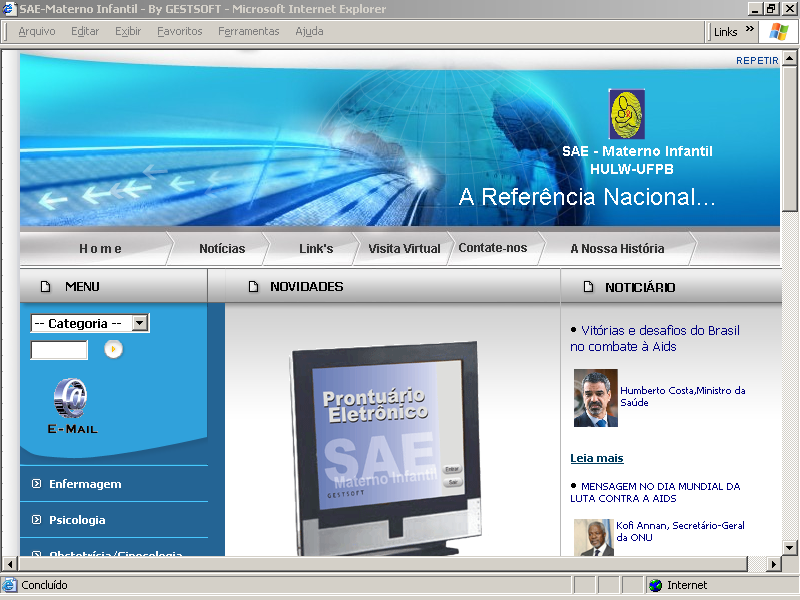 SAE-Materno Infantil - By GESTSOFT - Microsoft Internet Explorer
Arquivo Editar Exibir Favoritos Ferramentas Ajuda
Links »
REPETIR
SAE - Materno Infantil
HULW-UFPB
A Referência Nacional...
Home Notícias Link's Visita Virtual Contate-nos A Nossa História
MENU
-- Categoria --
E-MAIL
Enfermagem
Psicologia
Obstetrícia/Ginecologia
NOVIDADES
Prontuário
Eletrônico
SAE
Materno Infantil
GESTSOFT
Entrar
Sair
NOTICIÁRIO
• Vitórias e desafios do Brasil
no combate à Aids
Humberto Costa,Ministro da
Saúde
Leia mais
• MENSAGEM NO DIA MUNDIAL DA
LUTA CONTRA A AIDS
Kofi Annan, Secretário-Geral
da ONU
Concluído
Internet